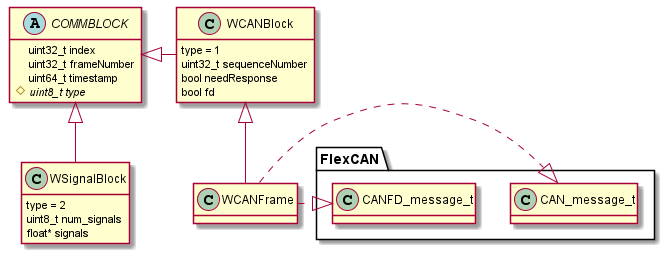 A COMMBLOCK
uint32_t index
uint32_t frameNumber
uint64_t timestamp
uint8_t type
C WCANBlock
type = 1
uint32_t sequenceNumber
bool needResponse
bool fd
C WSignalBlock
type = 2
uint8_t num_signals
float* signals
C WCANFrame
FlexCAN
C CANFD_message_t
C CAN_message_t